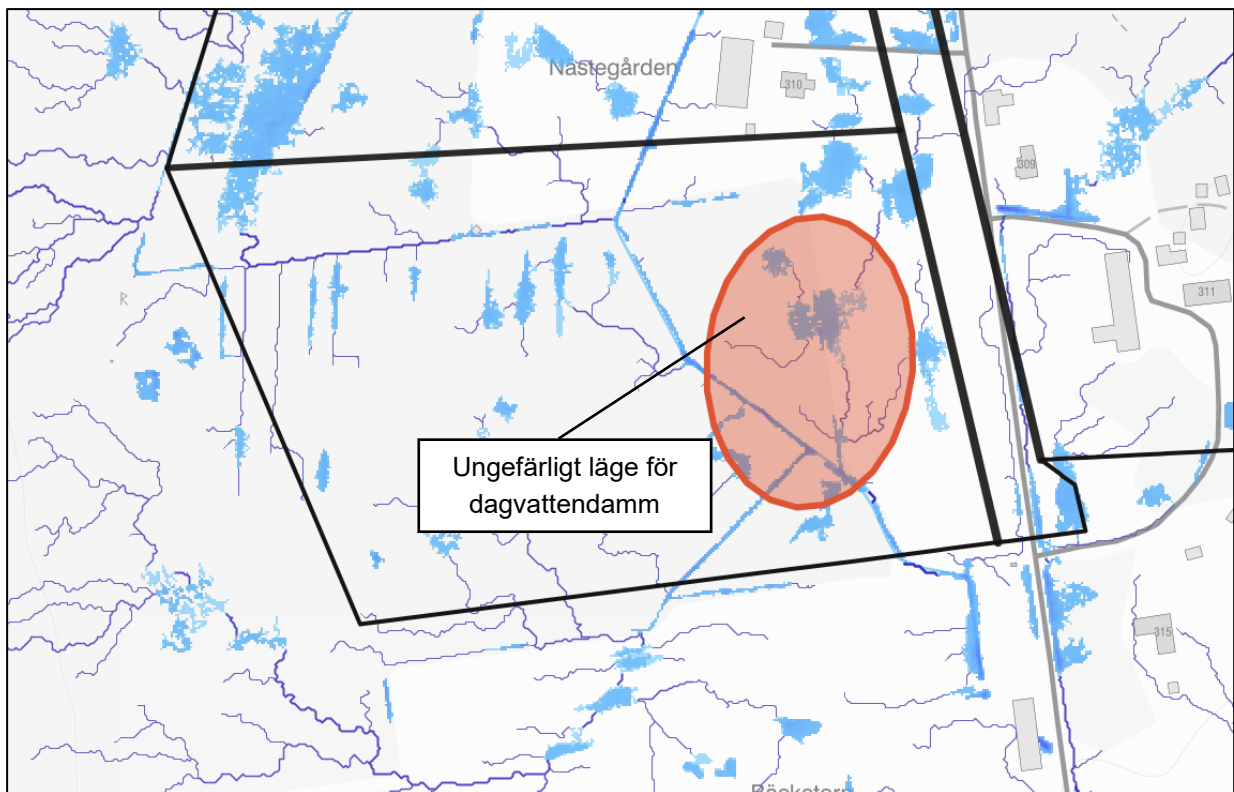 Nästegården
310
309
311
R
Ungefärligt läge för
dagvattendamm
315